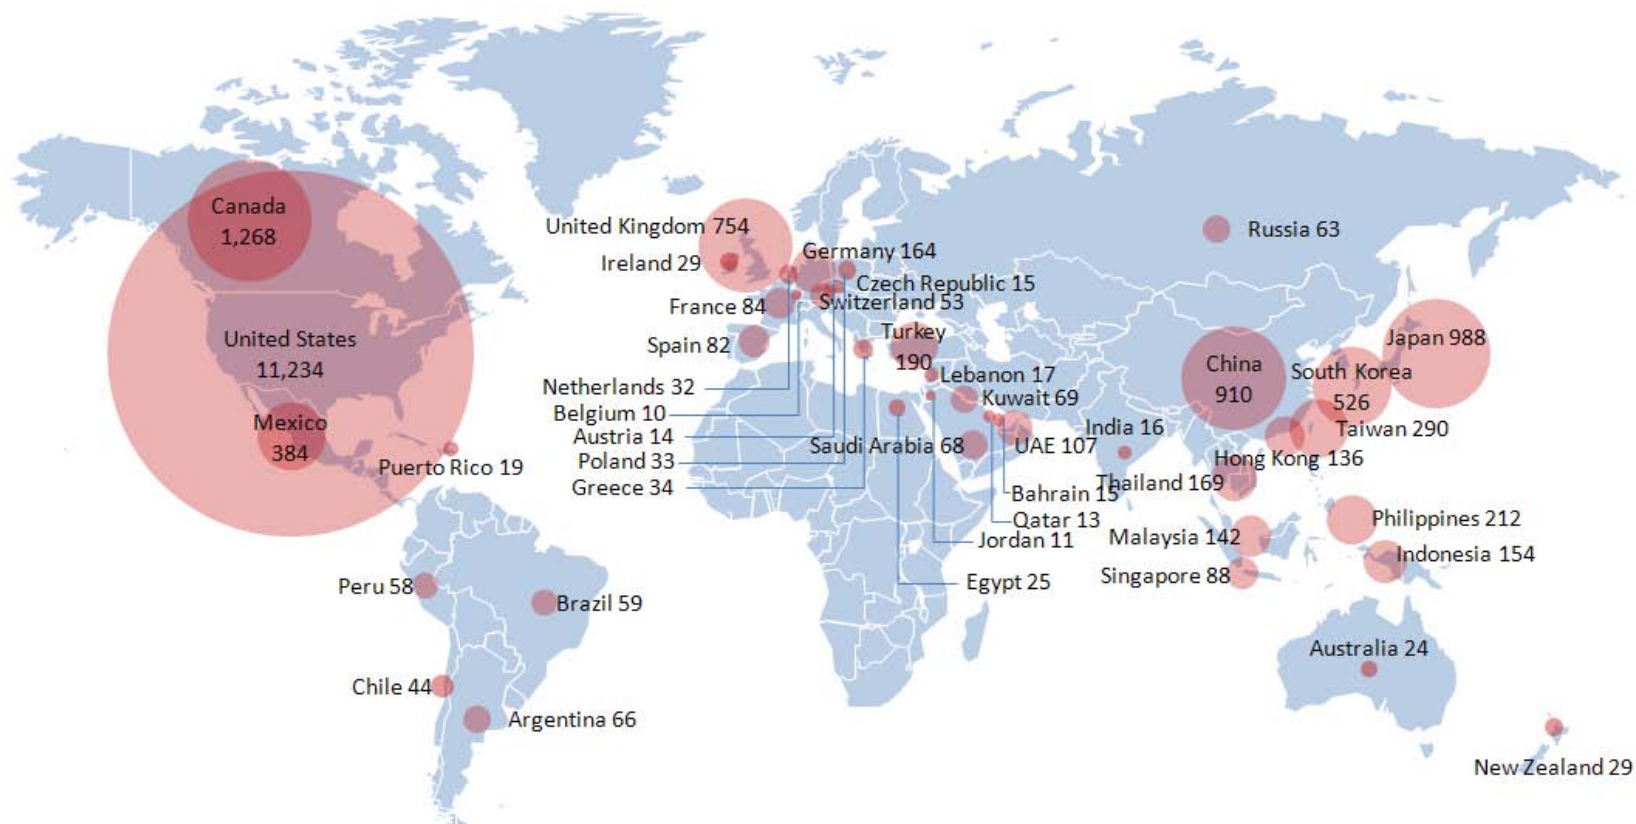 Canada
1,268
United States
11,234
Mexico
384
Puerto Rico 19
Peru 58
Brazil 59
Chile 44
Argentina 66
United Kingdom 754
Ireland 29
Germany 164
Czech Republic 15
France 84
Switzerland 53
Spain 82
Turkey
190
Netherlands 32
Belgium 10
Austria 14
Poland 33
Greece 34
Lebanon 17
Kuwait 69
Saudi Arabia 68
UAE 107
Bahrain 15
Qatar 13
Jordan 11
Egypt 25
Russia 63
India 16
China
910
Japan 988
South Korea
526
Taiwan 290
Hong Kong 136
Thailand 169
Philippines 212
Malaysia 142
Indonesia 154
Singapore 88
Australia 24
New Zealand 29